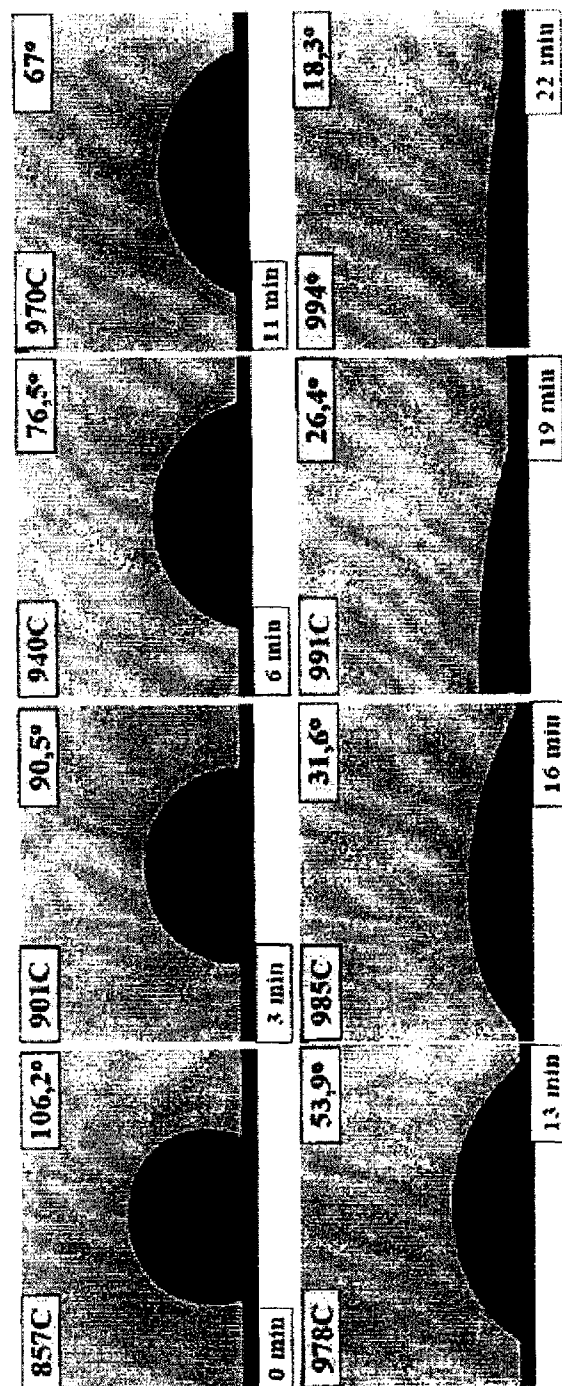 857C
106,2°
0 min
901C
90,5°
3 min
940C
76,5°
6 min
970C
67°
11 min
978C
53,9°
13 min
985C
31,6°
16 min
991C
26,4°
19 min
994°
18,3°
22 min